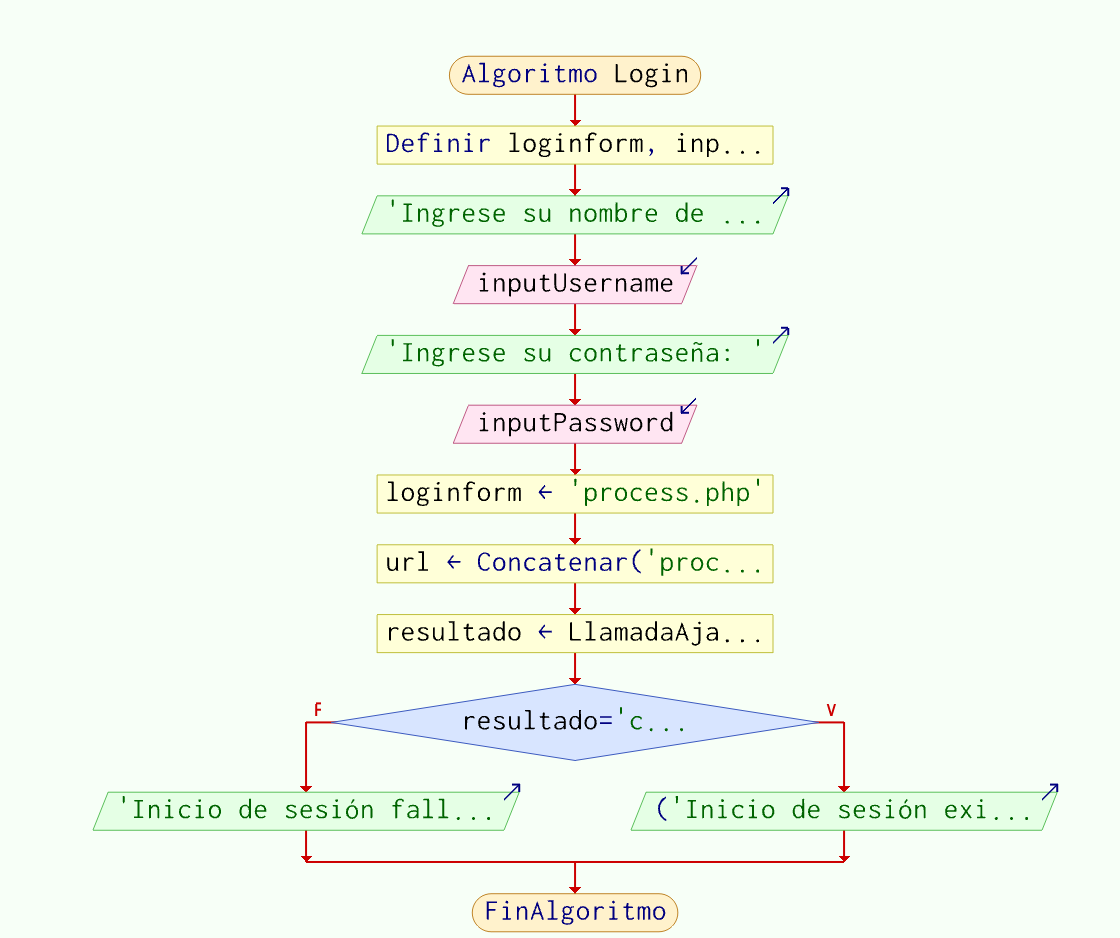 Algoritmo Login
Definir loginform, inp...
'Ingrese su nombre de ...
inputUsername
'Ingrese su contraseña: '
inputPassword
loginform ← 'process.php'
url ← Concatenar('proc...
resultado ← LlamadaAja...
F
resultado='c...
V
'Inicio de sesión fall...
('Inicio de sesión exi...
FinAlgoritmo